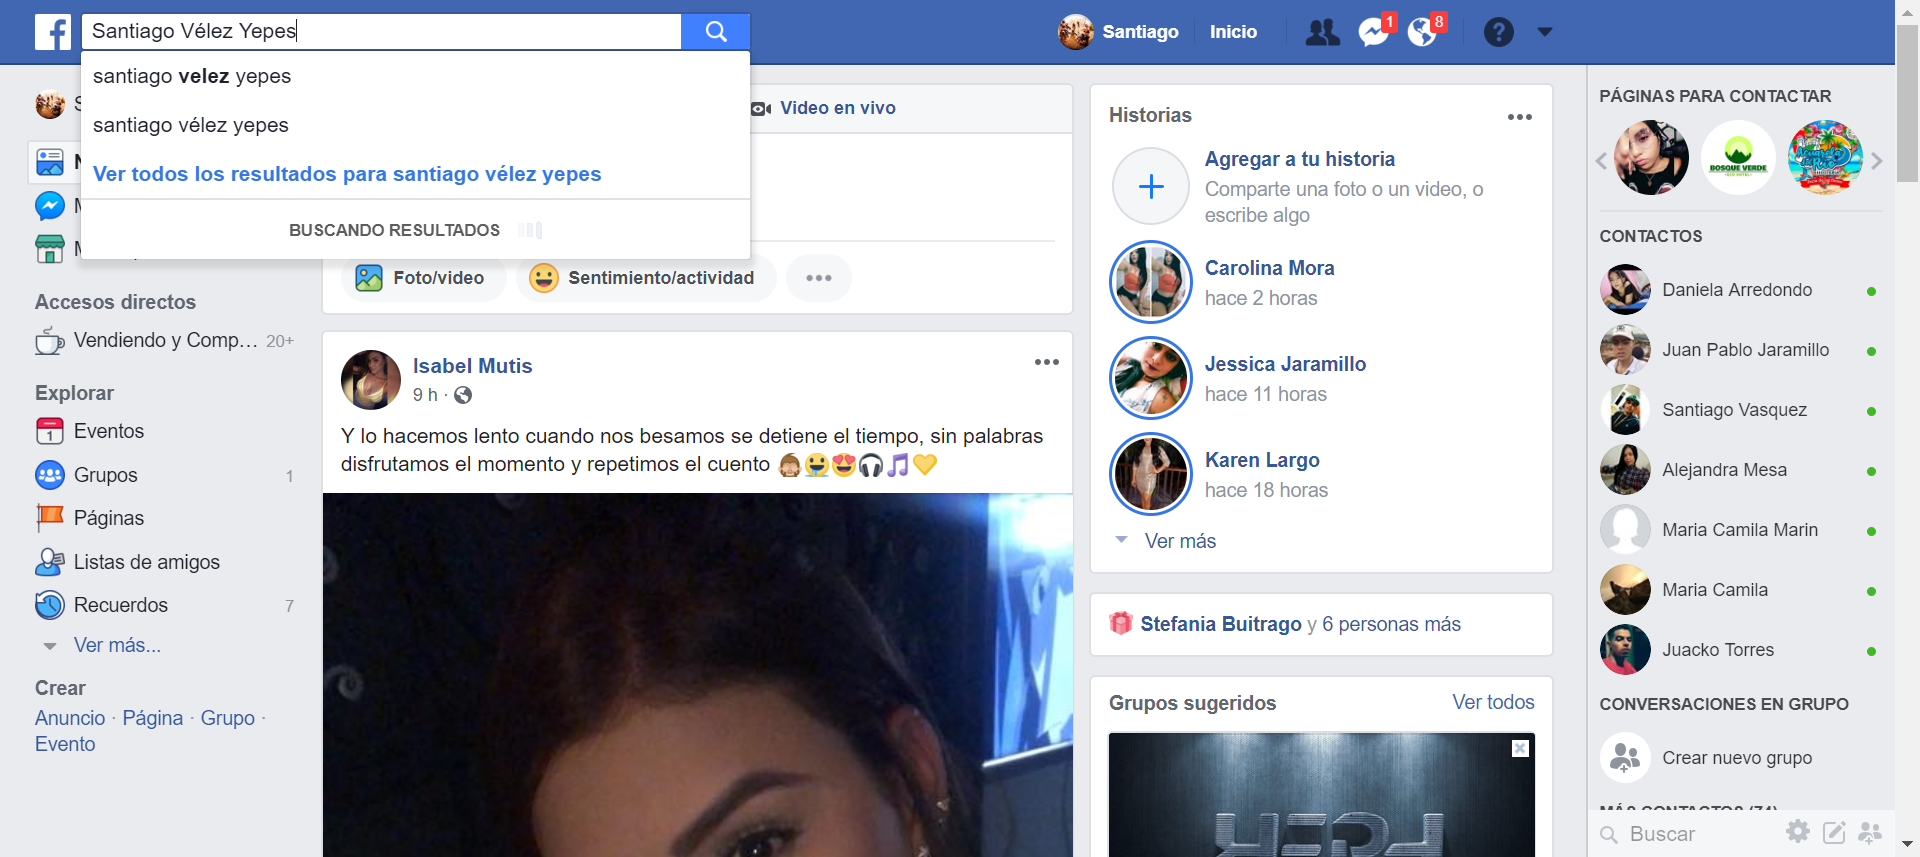 Santiago Vélez Yepes
Santiago
Inicio
1
8
santiago velez yepes
santiago vélez yepes
Ver todos los resultados para santiago vélez yepes
BUSCANDO RESULTADOS
Video en vivo
Foto/video
Sentimiento/actividad
Accesos directos
Vendiendo y Comp... 20+
Explorar
1
Eventos
Grupos 1
Páginas
Listas de amigos
Recuerdos 7
Ver más...
Crear
Anuncio · Página · Grupo ·
Evento
Isabel Mutis
9 h ·
Y lo hacemos lento cuando nos besamos se detiene el tiempo, sin palabras
disfrutamos el momento y repetimos el cuento
Historias
Agregar a tu historia
Comparte una foto o un video, o
escribe algo
Carolina Mora
hace 2 horas
Jessica Jaramillo
hace 11 horas
Karen Largo
hace 18 horas
Ver más
Stefania Buitrago y 6 personas más
Grupos sugeridos
Ver todos
PÁGINAS PARA CONTACTAR
BOSQUE VERDE
CONTACTOS
Daniela Arredondo
Juan Pablo Jaramillo
Santiago Vasquez
Alejandra Mesa
Maria Camila Marin
Maria Camila
Juacko Torres
CONVERSACIONES EN GRUPO
Crear nuevo grupo
MÁS CONTACTOS (74)
Buscar